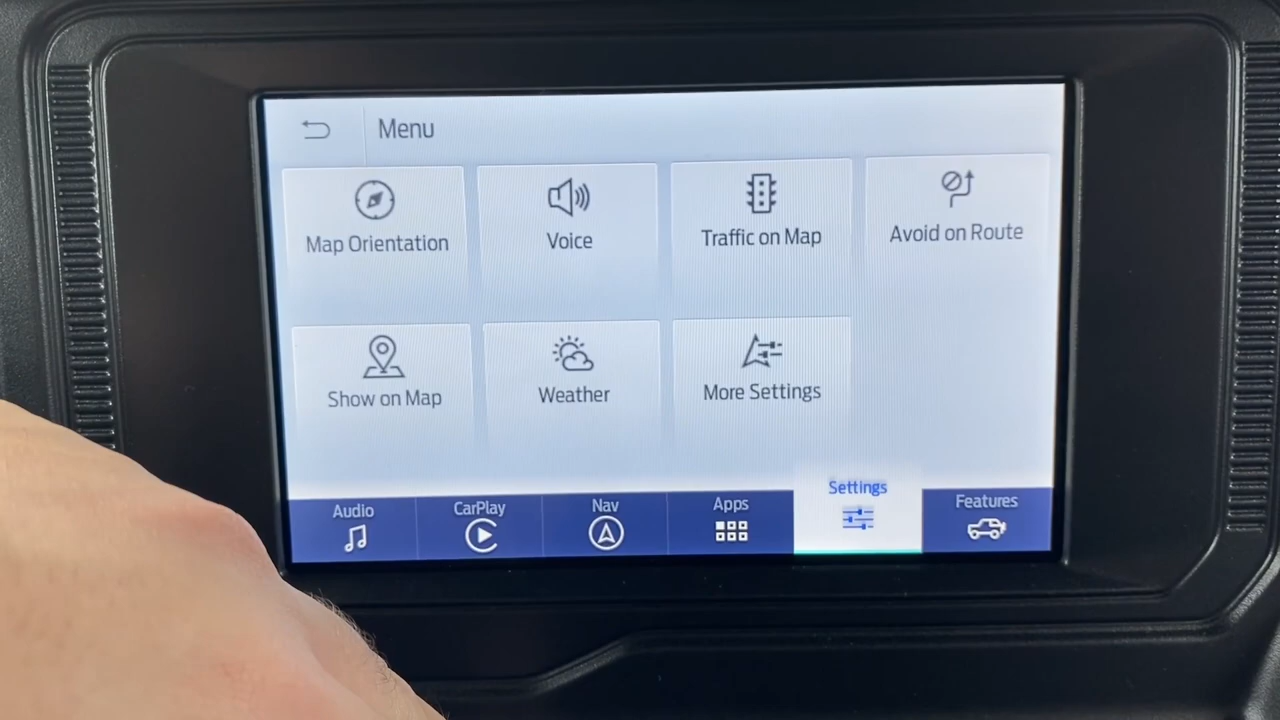 Menu
Map Orientation
Voice
Traffic on Map
Avoid on Route
Show on Map
Weather
More Settings
Audio
CarPlay
Nav
Apps
Settings
Features